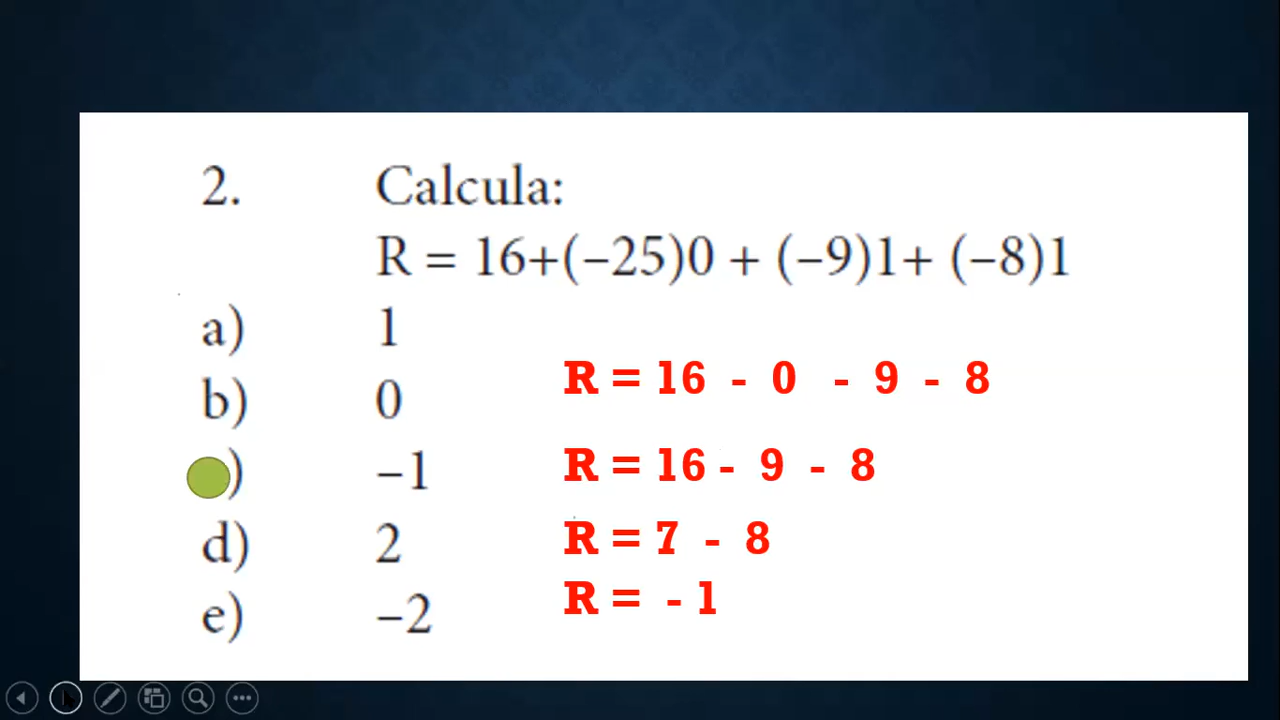 2. Calcula:
R = 16+(–25)0 + (–9)1+ (–8)1
a) 1
R = 16 - 0 - 9 - 8
b) 0
R = 16 - 9 - 8
) –1
d) 2
R = 7 - 8
R = - 1
e) –2